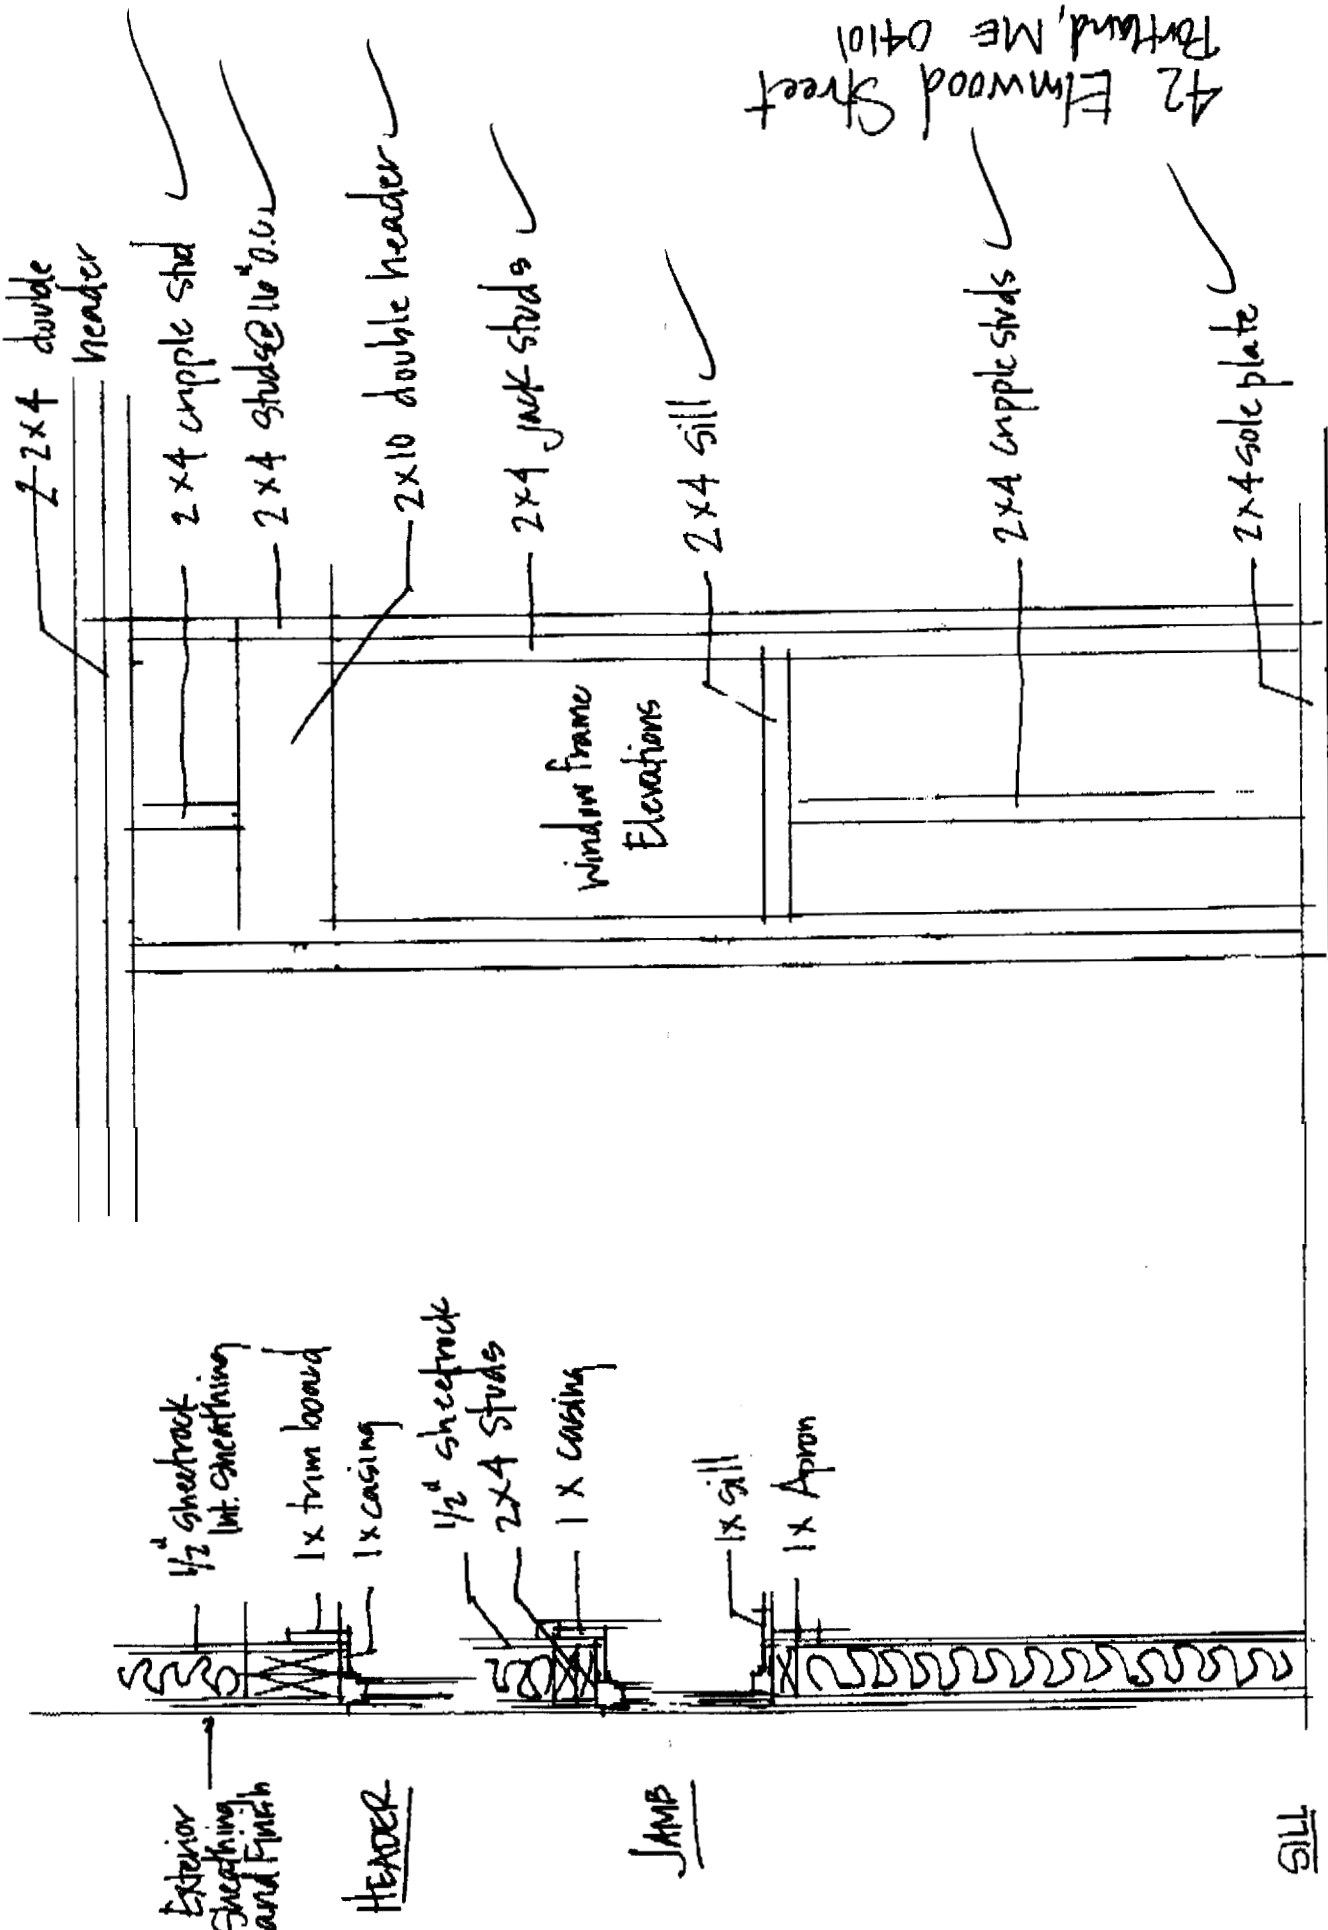 2-2x4 double
header
2x4 cripple stud
2x4 studs@16" O.C.
2x10 double header
2x4 jack studs
2x4 sill
2x4 cripple studs
2x4 sole plate
Window frame
Elevations
42 Elmwood Street
Portland, ME 04101
1/2" sheetrock
Int. sheathing
1x trim board
1x casing
1/2" sheetrock
2x4 studs
1x casing
1x sill
1x Apron
Exterior
Sheathing
and Finish
HEADER
JAMB
SILL